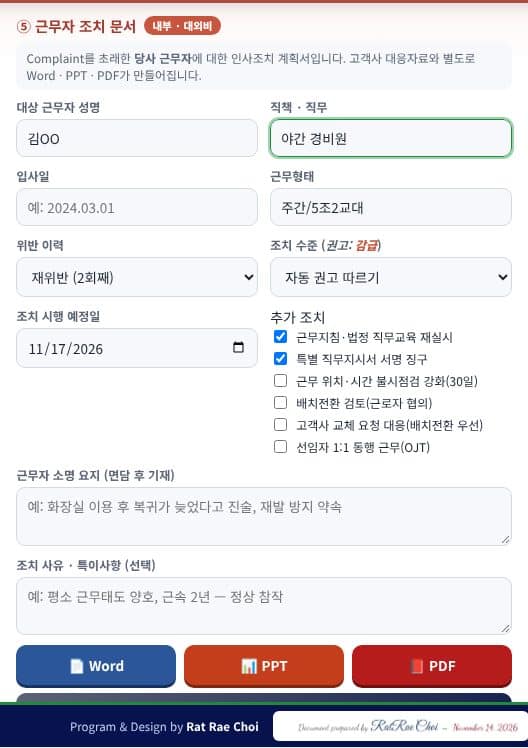 ⑤ 근무자 조치 문서 내부 · 대외비
Complaint를 초래한 당사 근무자에 대한 인사조치 계획서입니다. 고객사 대응자료와 별도로
Word · PPT · PDF가 만들어집니다.
대상 근무자 성명
직책 · 직무
김OO
야간 경비원
입사일
근무형태
예: 2024.03.01
주간/5조2교대
위반 이력
조치 수준 (권고: 감급)
재위반 (2회째)
자동 권고 따르기
조치 시행 예정일
추가 조치
11/17/2026
근무지침·법정 직무교육 재실시
특별 직무지시서 서명 징구
근무 위치·시간 불시점검 강화(30일)
배치전환 검토(근로자 협의)
고객사 교체 요청 대응(배치전환 우선)
선임자 1:1 동행 근무(OJT)
근무자 소명 요지 (면담 후 기재)
예: 화장실 이용 후 복귀가 늦었다고 진술, 재발 방지 약속
조치 사유 · 특이사항 (선택)
예: 평소 근무태도 양호, 근속 2년 — 정상 참작
Word
PPT
PDF
Program & Design by Rat Rae Choi
Document prepared by RatRae Choi – November 14, 2026